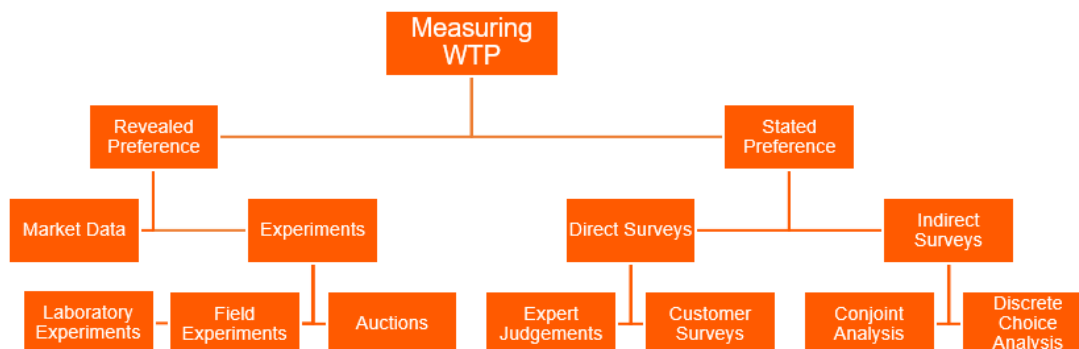 Measuring
WTP
Revealed
Preference
Stated
Preference
Market Data
Experiments
Direct Surveys
Indirect
Surveys
Laboratory
Experiments
Field
Experiments
Auctions
Expert
Judgements
Customer
Surveys
Conjoint
Analysis
Discrete
Choice
Analysis